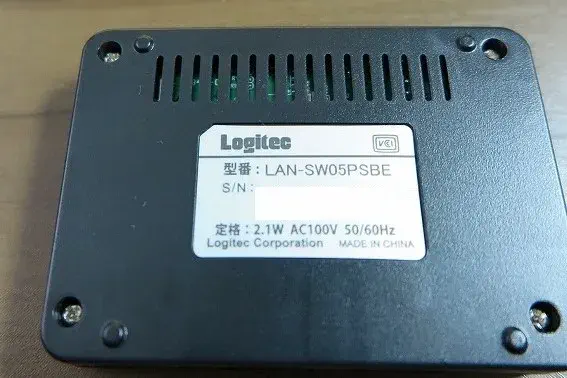 Logitec
VCI
型番：LAN-SW05PSBE
S/N：
定格：2.1W AC100V 50/60Hz
Logitec Corporation MADE IN CHINA